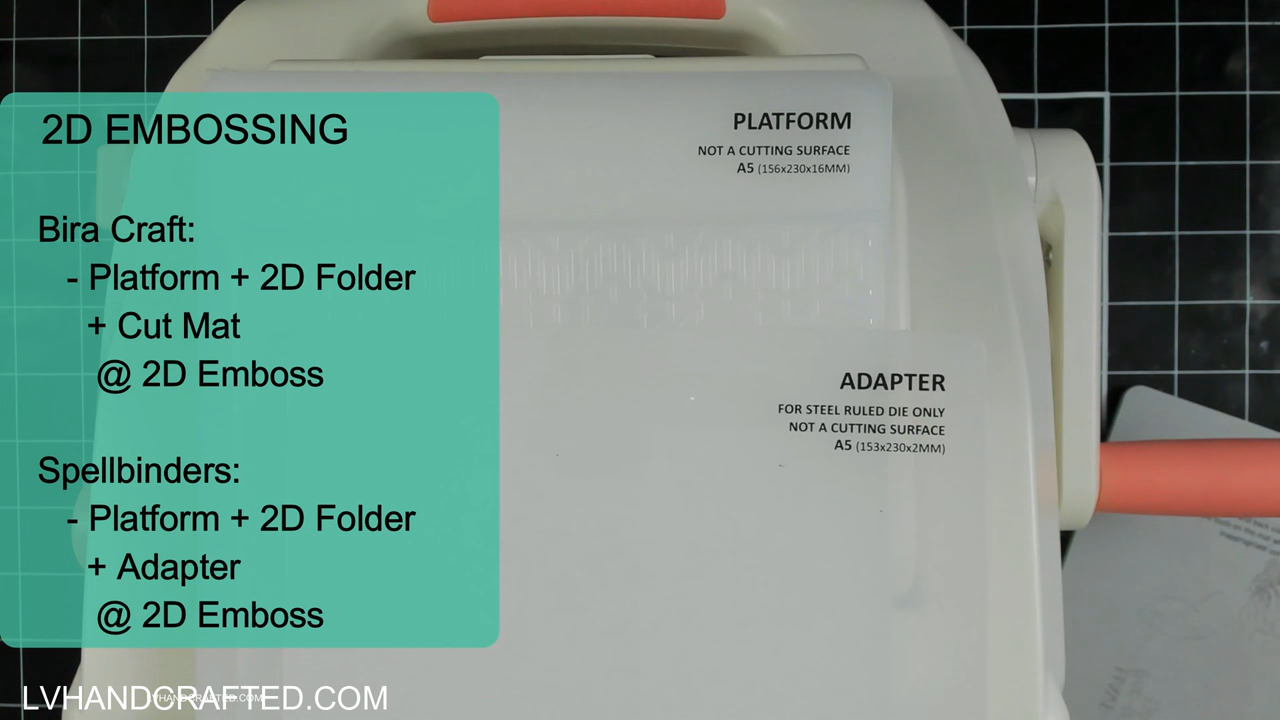 2D EMBOSSING
Bira Craft:
- Platform + 2D Folder
+ Cut Mat
@ 2D Emboss
Spellbinders:
- Platform + 2D Folder
+ Adapter
@ 2D Emboss
PLATFORM
NOT A CUTTING SURFACE
A5 (156x230x16MM)
ADAPTER
FOR STEEL RULED DIE ONLY
NOT A CUTTING SURFACE
A5 (153x230x2MM)
LVHANDCRAFTED.COM